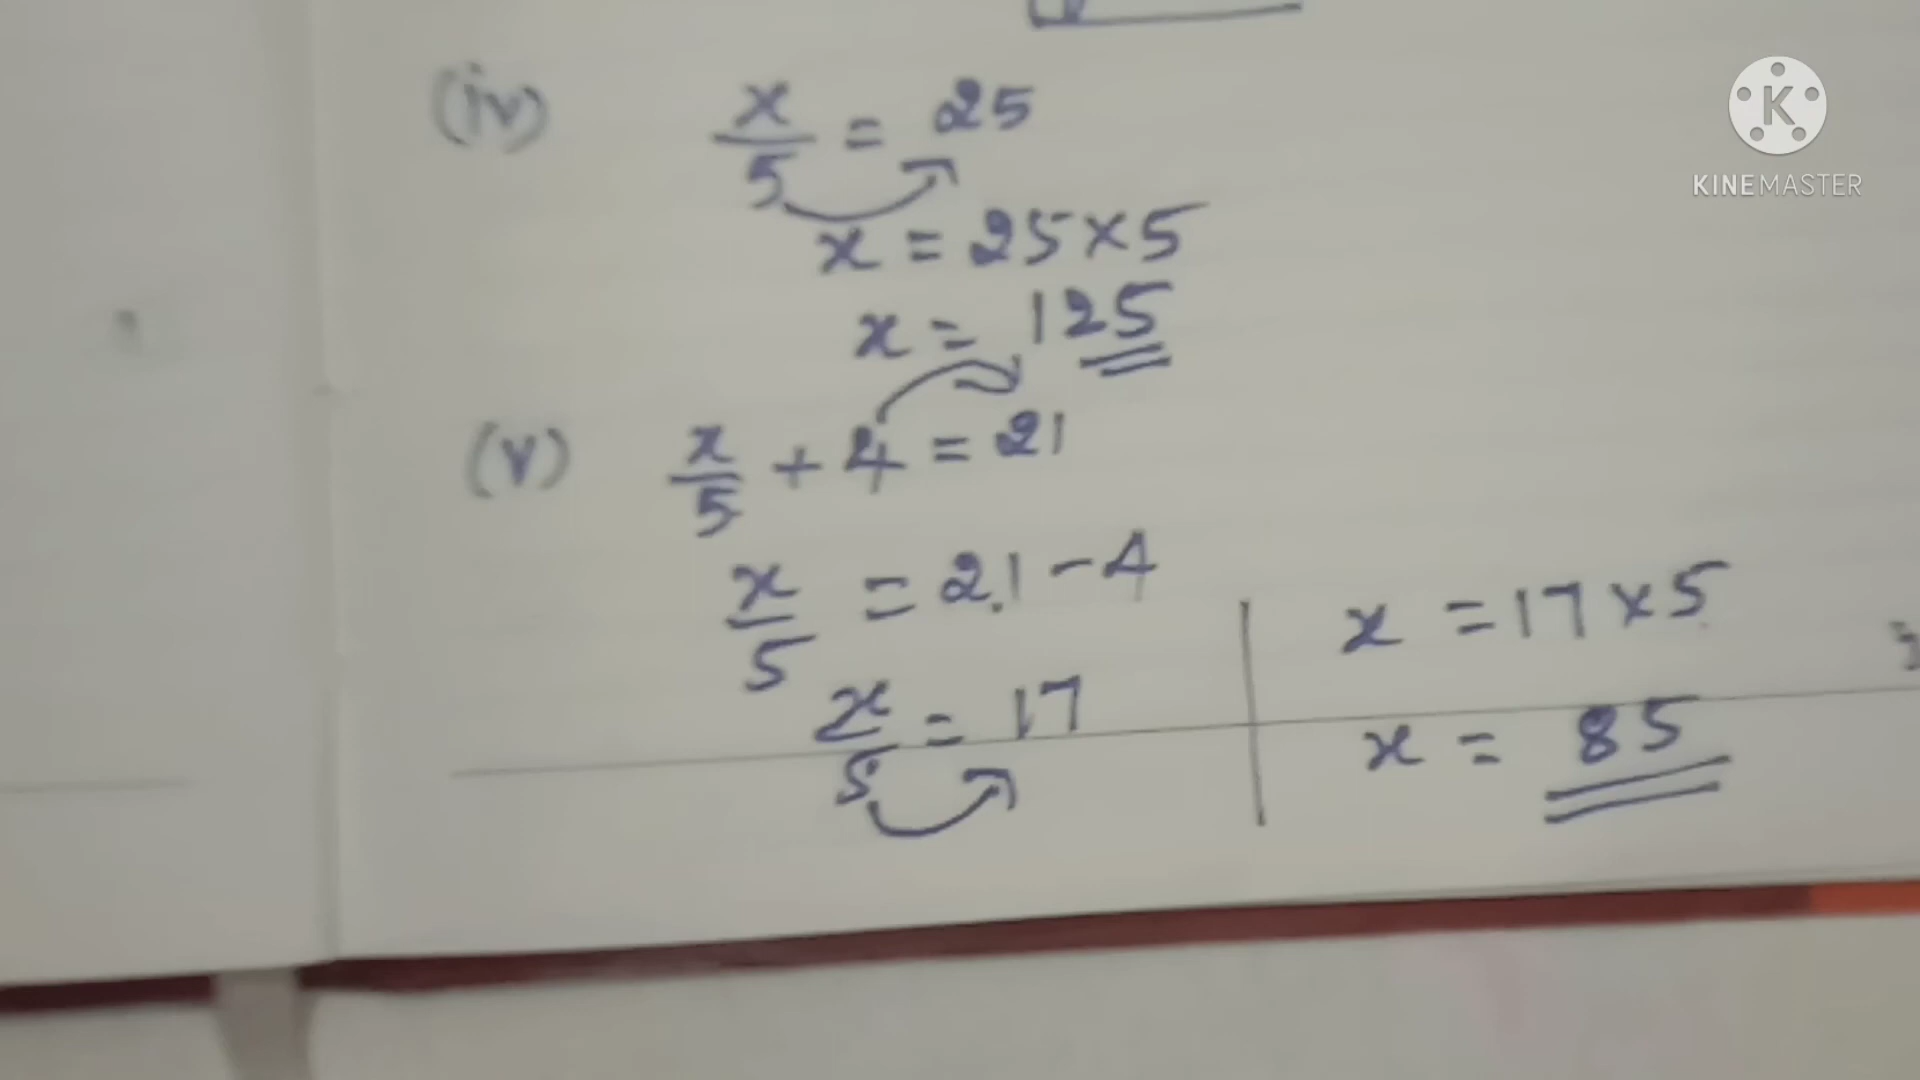 (iv) x/5 = 25
x = 25×5
x = 125
(v) x/5 + 4 = 21
x/5 = 21 - 4
x/5 = 17
x = 17×5
x = 85
KINEMASTER